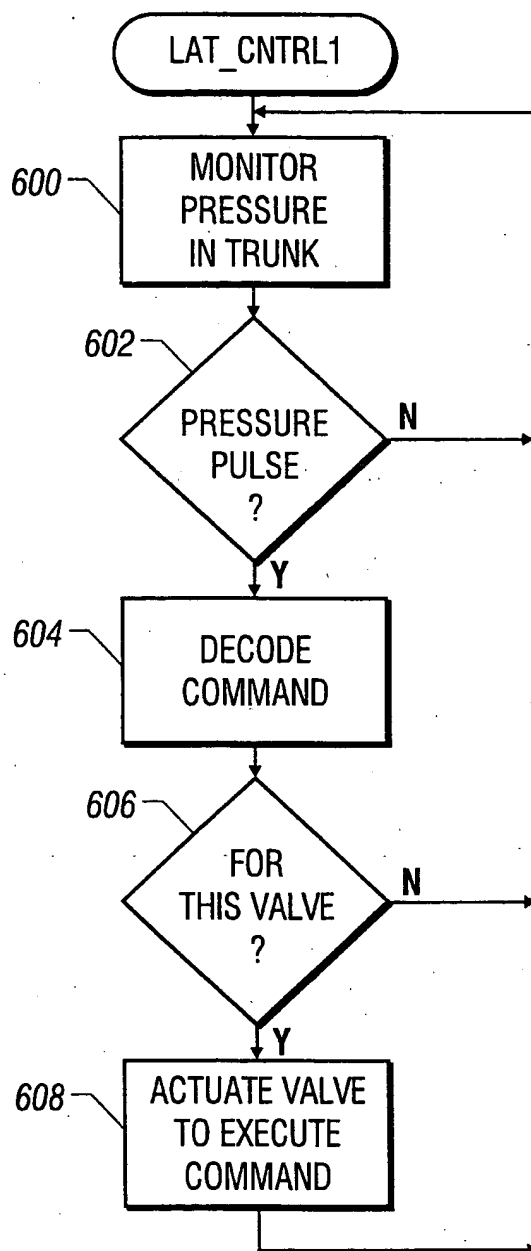 LAT_CNTRL1
600
MONITOR
PRESSURE
IN TRUNK
602
PRESSURE
PULSE
?
N
Y
604
DECODE
COMMAND
606
FOR
THIS VALVE
?
N
Y
608
ACTUATE VALVE
TO EXECUTE
COMMAND